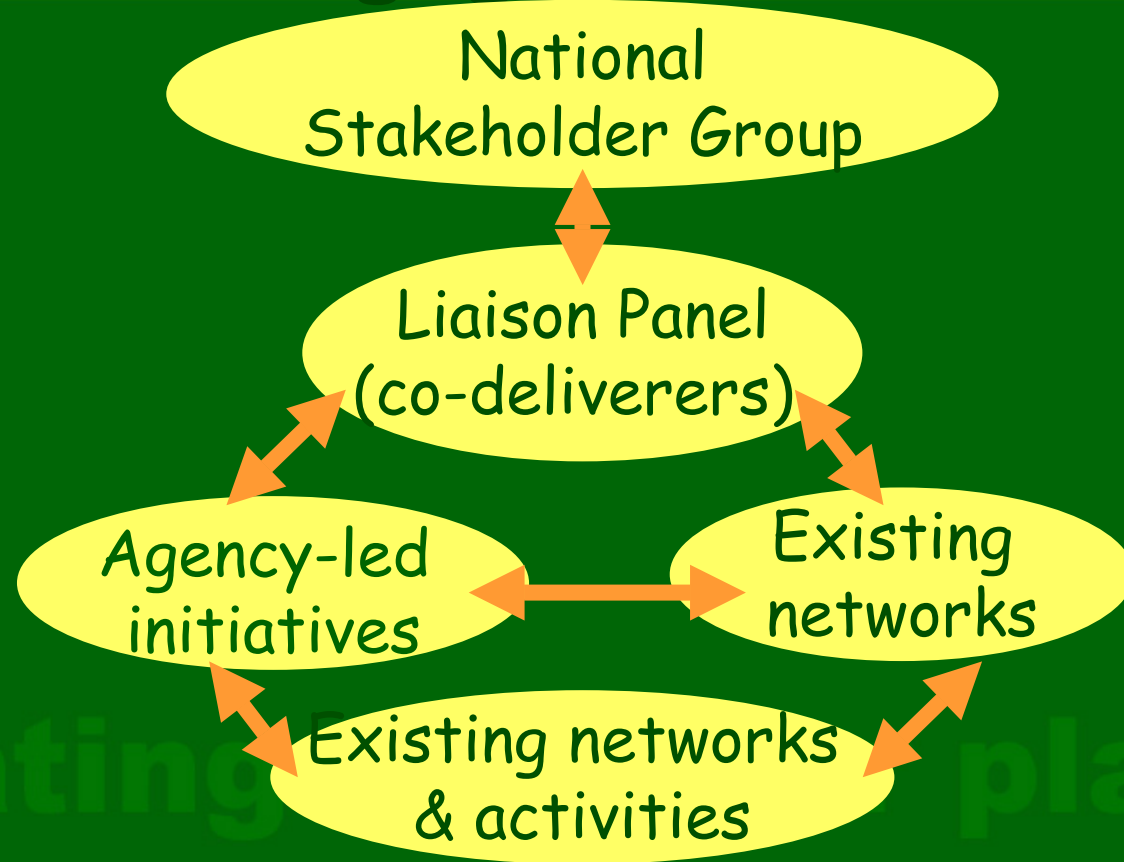 National
Stakeholder Group
Liaison Panel
(co-deliverers)
Agency-led
initiatives
Existing
networks
Existing networks
& activities